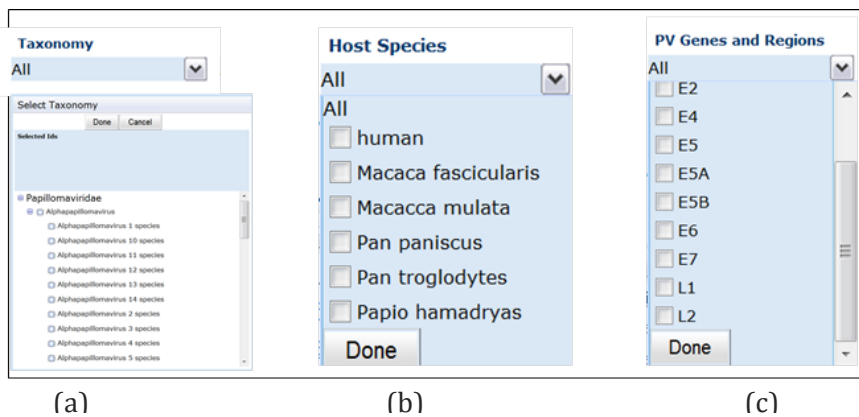 Taxonomy
All
Select Taxonomy
Done Cancel
Selected Ids
Papillomaviridae
Alphapapillomavirus
Alphapapillomavirus 1 species
Alphapapillomavirus 10 species
Alphapapillomavirus 11 species
Alphapapillomavirus 12 species
Alphapapillomavirus 13 species
Alphapapillomavirus 14 species
Alphapapillomavirus 2 species
Alphapapillomavirus 3 species
Alphapapillomavirus 4 species
Alphapapillomavirus 5 species
(a)
Host Species
All
All
human
Macaca fascicularis
Macacca mulata
Pan paniscus
Pan troglodytes
Papio hamadryas
Done
(b)
PV Genes and Regions
All
E2
E4
E5
E5A
E5B
E6
E7
L1
L2
Done
(c)